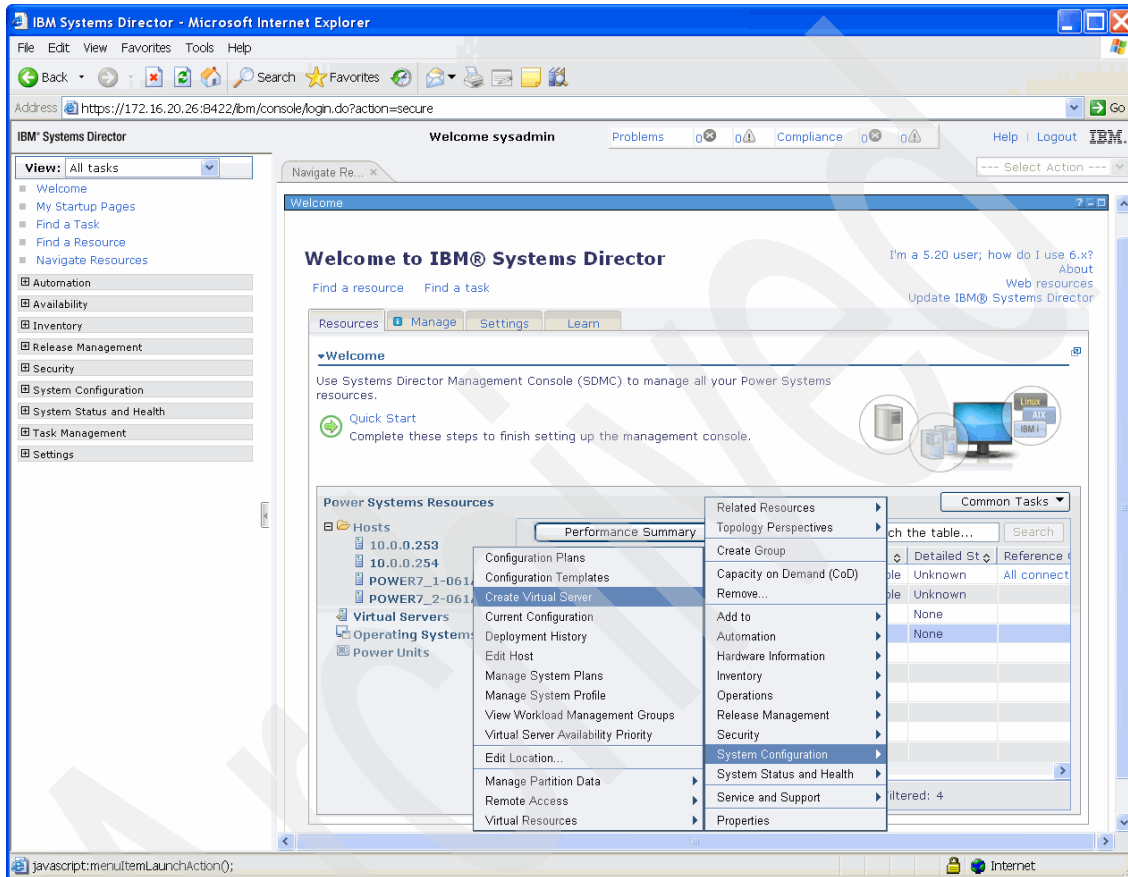 IBM Systems Director - Microsoft Internet Explorer
File Edit View Favorites Tools Help
Back Search Favorites
Address https://172.16.20.26:8422/ibm/console/login.do?action=secure Go
IBM® Systems Director Welcome sysadmin Problems 0 0 Compliance 0 0 Help | Logout IBM.
View: All tasks
Navigate Re... ×
--- Select Action ---
Welcome
My Startup Pages
Find a Task
Find a Resource
Navigate Resources
Automation
Availability
Inventory
Release Management
Security
System Configuration
System Status and Health
Task Management
Settings
Welcome
Welcome to IBM® Systems Director
I'm a 5.20 user; how do I use 6.x?
About
Web resources
Update IBM® Systems Director
Find a resource Find a task
Resources Manage Settings Learn
Welcome
Use Systems Director Management Console (SDMC) to manage all your Power Systems
resources.
Quick Start
Complete these steps to finish setting up the management console.
Linux
AIX
IBM i
Power Systems Resources
Common Tasks
Hosts
10.0.0.253
10.0.0.254
POWER7_1-061
POWER7_2-061
Virtual Servers
Operating Systems
Power Units
Performance Summary
ch the table... Search
Detailed St Reference
ble Unknown All connect
ble Unknown
None
None
filtered: 4
Related Resources
Topology Perspectives
Create Group
Capacity on Demand (CoD)
Remove...
Add to
Automation
Hardware Information
Inventory
Operations
Release Management
Security
System Configuration
System Status and Health
Service and Support
Properties
Configuration Plans
Configuration Templates
Create Virtual Server
Current Configuration
Deployment History
Edit Host
Manage System Plans
Manage System Profile
View Workload Management Groups
Virtual Server Availability Priority
Edit Location...
Manage Partition Data
Remote Access
Virtual Resources
javascript:menuItemLaunchAction();
Internet